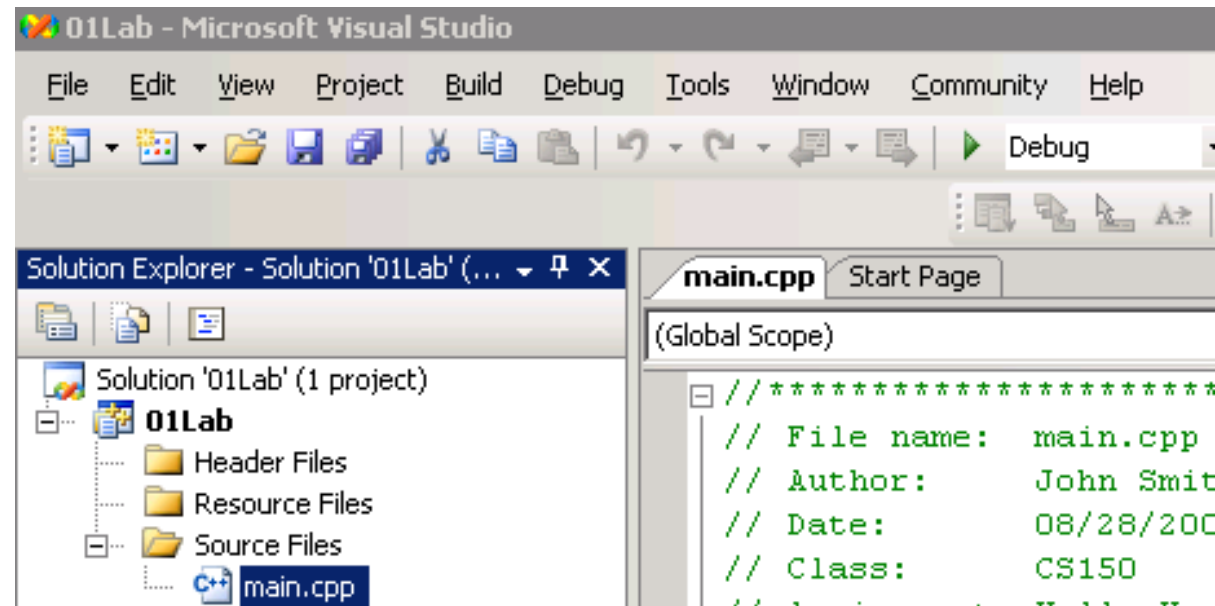 01Lab - Microsoft Visual Studio
File Edit View Project Build Debug Tools Window Community Help
Debug
Solution Explorer - Solution '01Lab' (...
main.cpp Start Page
(Global Scope)
Solution '01Lab' (1 project)
01Lab
Header Files
Resource Files
Source Files
main.cpp
//**********************
// File name: main.cpp
// Author: John Smit
// Date: 08/28/200
// Class: CS150